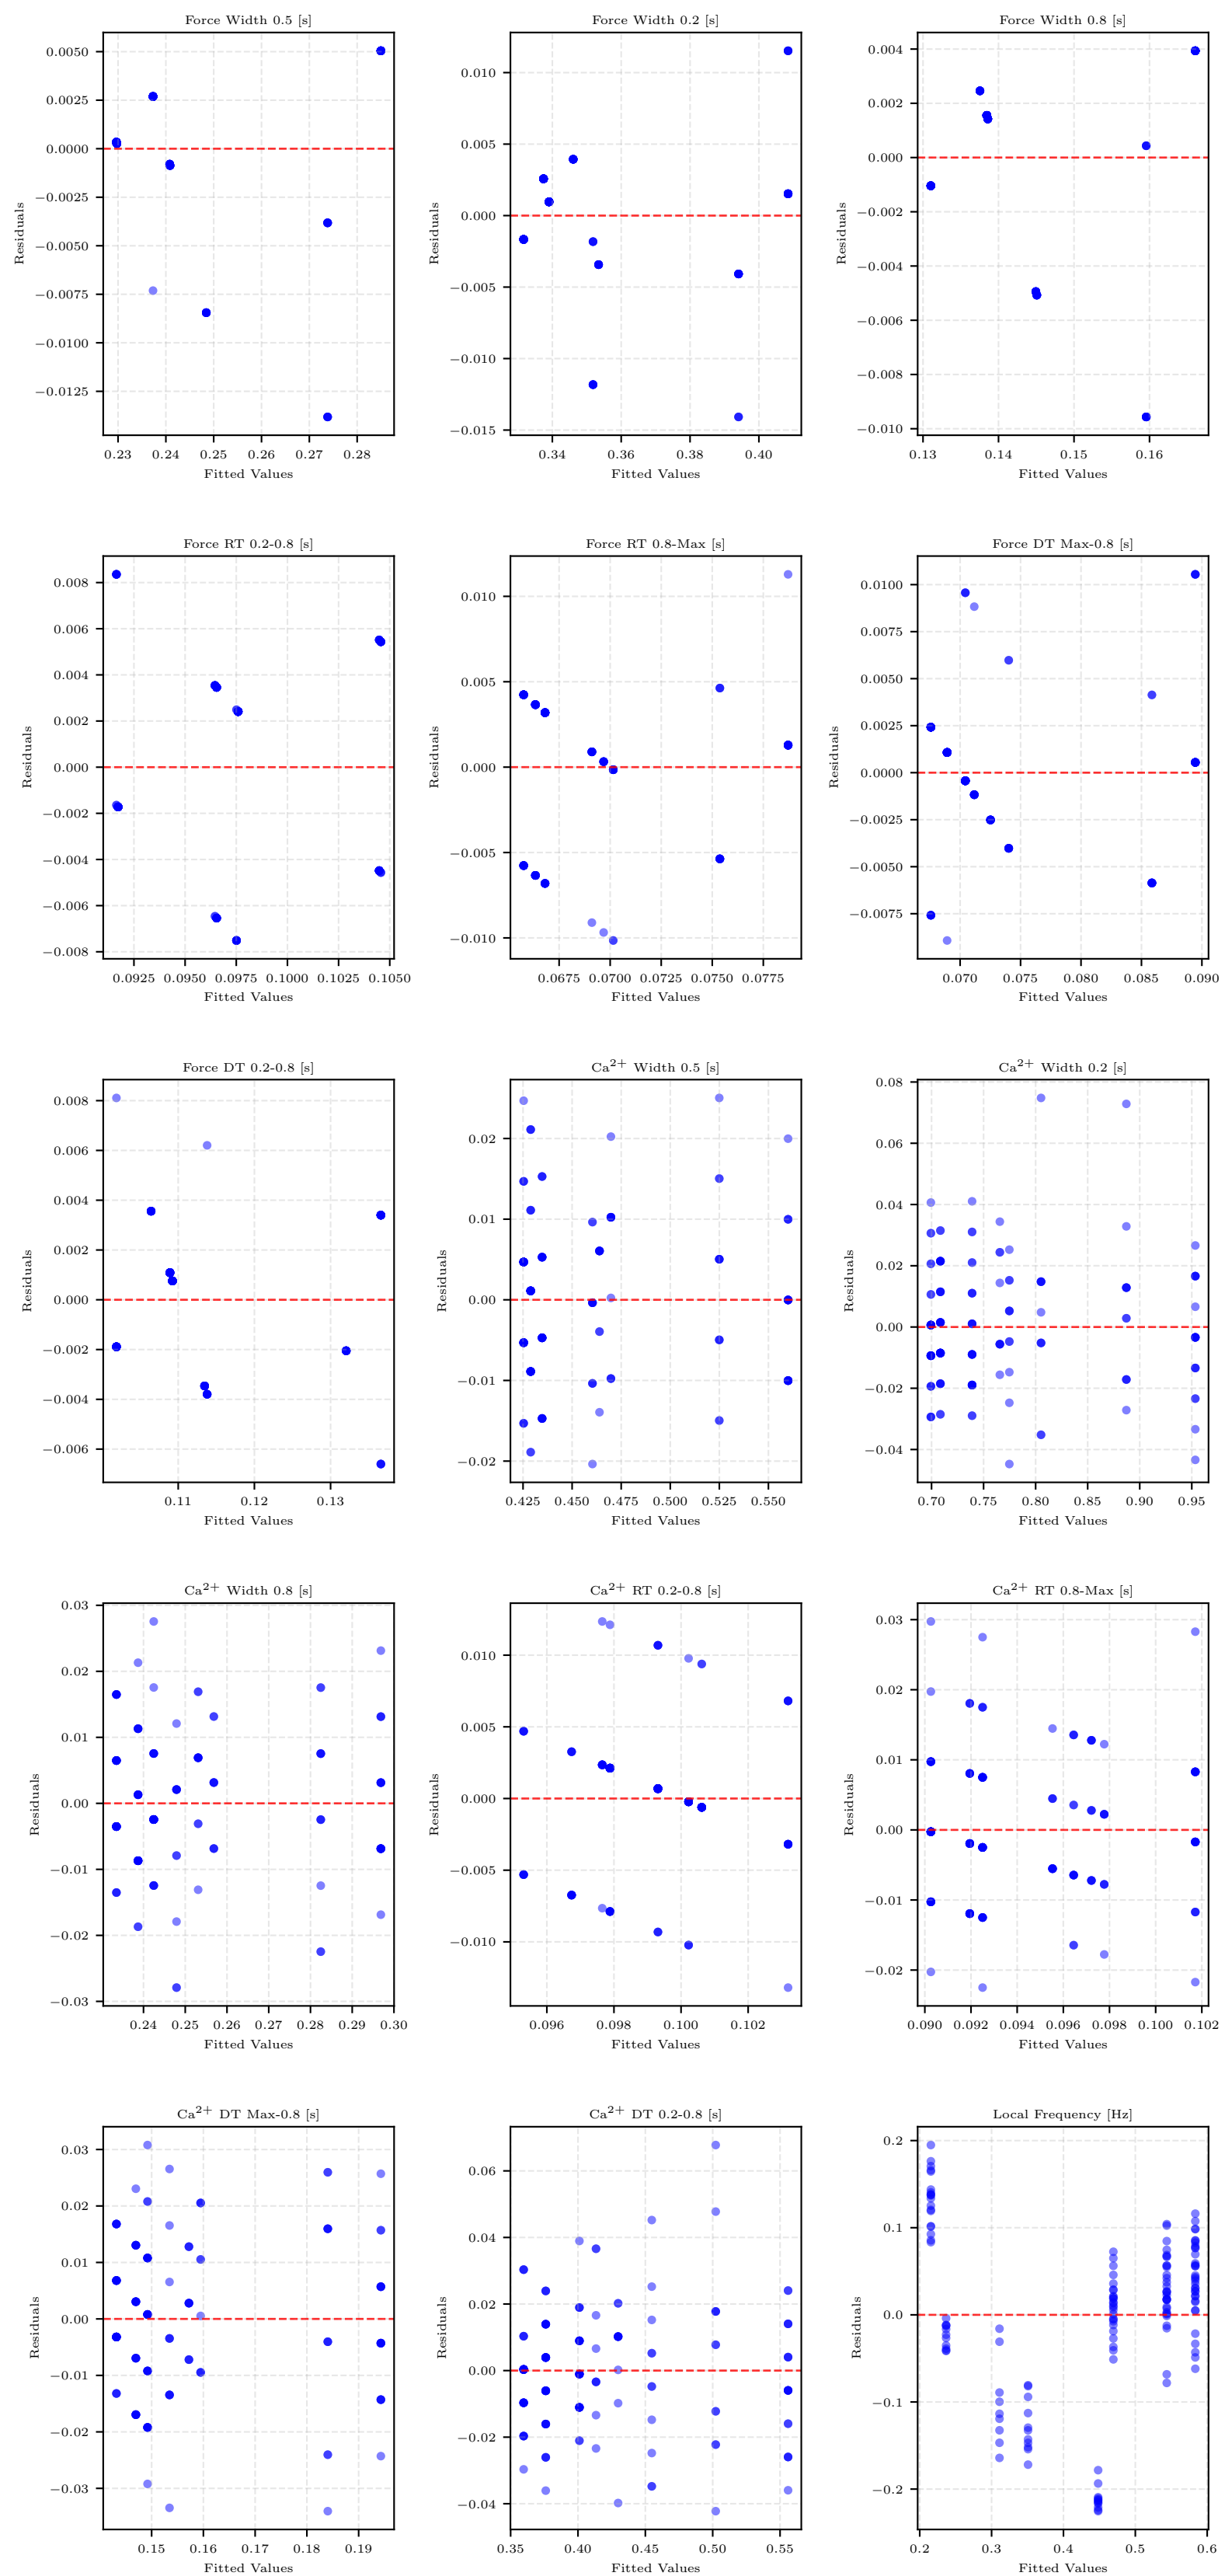 Force Width 0.5 [s]
0.0050
0.0025
0.0000
−0.0025
−0.0050
−0.0075
−0.0100
−0.0125
Residuals
0.23 0.24 0.25 0.26 0.27 0.28
Fitted Values
Force Width 0.2 [s]
0.010
0.005
0.000
−0.005
−0.010
−0.015
Residuals
0.34 0.36 0.38 0.40
Fitted Values
Force Width 0.8 [s]
0.004
0.002
0.000
−0.002
−0.004
−0.006
−0.008
−0.010
Residuals
0.13 0.14 0.15 0.16
Fitted Values
Force RT 0.2-0.8 [s]
0.008
0.006
0.004
0.002
0.000
−0.002
−0.004
−0.006
−0.008
Residuals
0.0925 0.0950 0.0975 0.1000 0.1025 0.1050
Fitted Values
Force RT 0.8-Max [s]
0.010
0.005
0.000
−0.005
−0.010
Residuals
0.0675 0.0700 0.0725 0.0750 0.0775
Fitted Values
Force DT Max-0.8 [s]
0.0100
0.0075
0.0050
0.0025
0.0000
−0.0025
−0.0050
−0.0075
Residuals
0.070 0.075 0.080 0.085 0.090
Fitted Values
Force DT 0.2-0.8 [s]
0.008
0.006
0.004
0.002
0.000
−0.002
−0.004
−0.006
Residuals
0.11 0.12 0.13
Fitted Values
Ca²⁺ Width 0.5 [s]
0.02
0.01
0.00
−0.01
−0.02
Residuals
0.425 0.450 0.475 0.500 0.525 0.550
Fitted Values
Ca²⁺ Width 0.2 [s]
0.08
0.06
0.04
0.02
0.00
−0.02
−0.04
Residuals
0.70 0.75 0.80 0.85 0.90 0.95
Fitted Values
Ca²⁺ Width 0.8 [s]
0.03
0.02
0.01
0.00
−0.01
−0.02
−0.03
Residuals
0.24 0.25 0.26 0.27 0.28 0.29 0.30
Fitted Values
Ca²⁺ RT 0.2-0.8 [s]
0.010
0.005
0.000
−0.005
−0.010
Residuals
0.096 0.098 0.100 0.102
Fitted Values
Ca²⁺ RT 0.8-Max [s]
0.03
0.02
0.01
0.00
−0.01
−0.02
Residuals
0.090 0.092 0.094 0.096 0.098 0.100 0.102
Fitted Values
Ca²⁺ DT Max-0.8 [s]
0.03
0.02
0.01
0.00
−0.01
−0.02
−0.03
Residuals
0.15 0.16 0.17 0.18 0.19
Fitted Values
Ca²⁺ DT 0.2-0.8 [s]
0.06
0.04
0.02
0.00
−0.02
−0.04
Residuals
0.35 0.40 0.45 0.50 0.55
Fitted Values
Local Frequency [Hz]
0.2
0.1
0.0
−0.1
−0.2
Residuals
0.2 0.3 0.4 0.5 0.6
Fitted Values